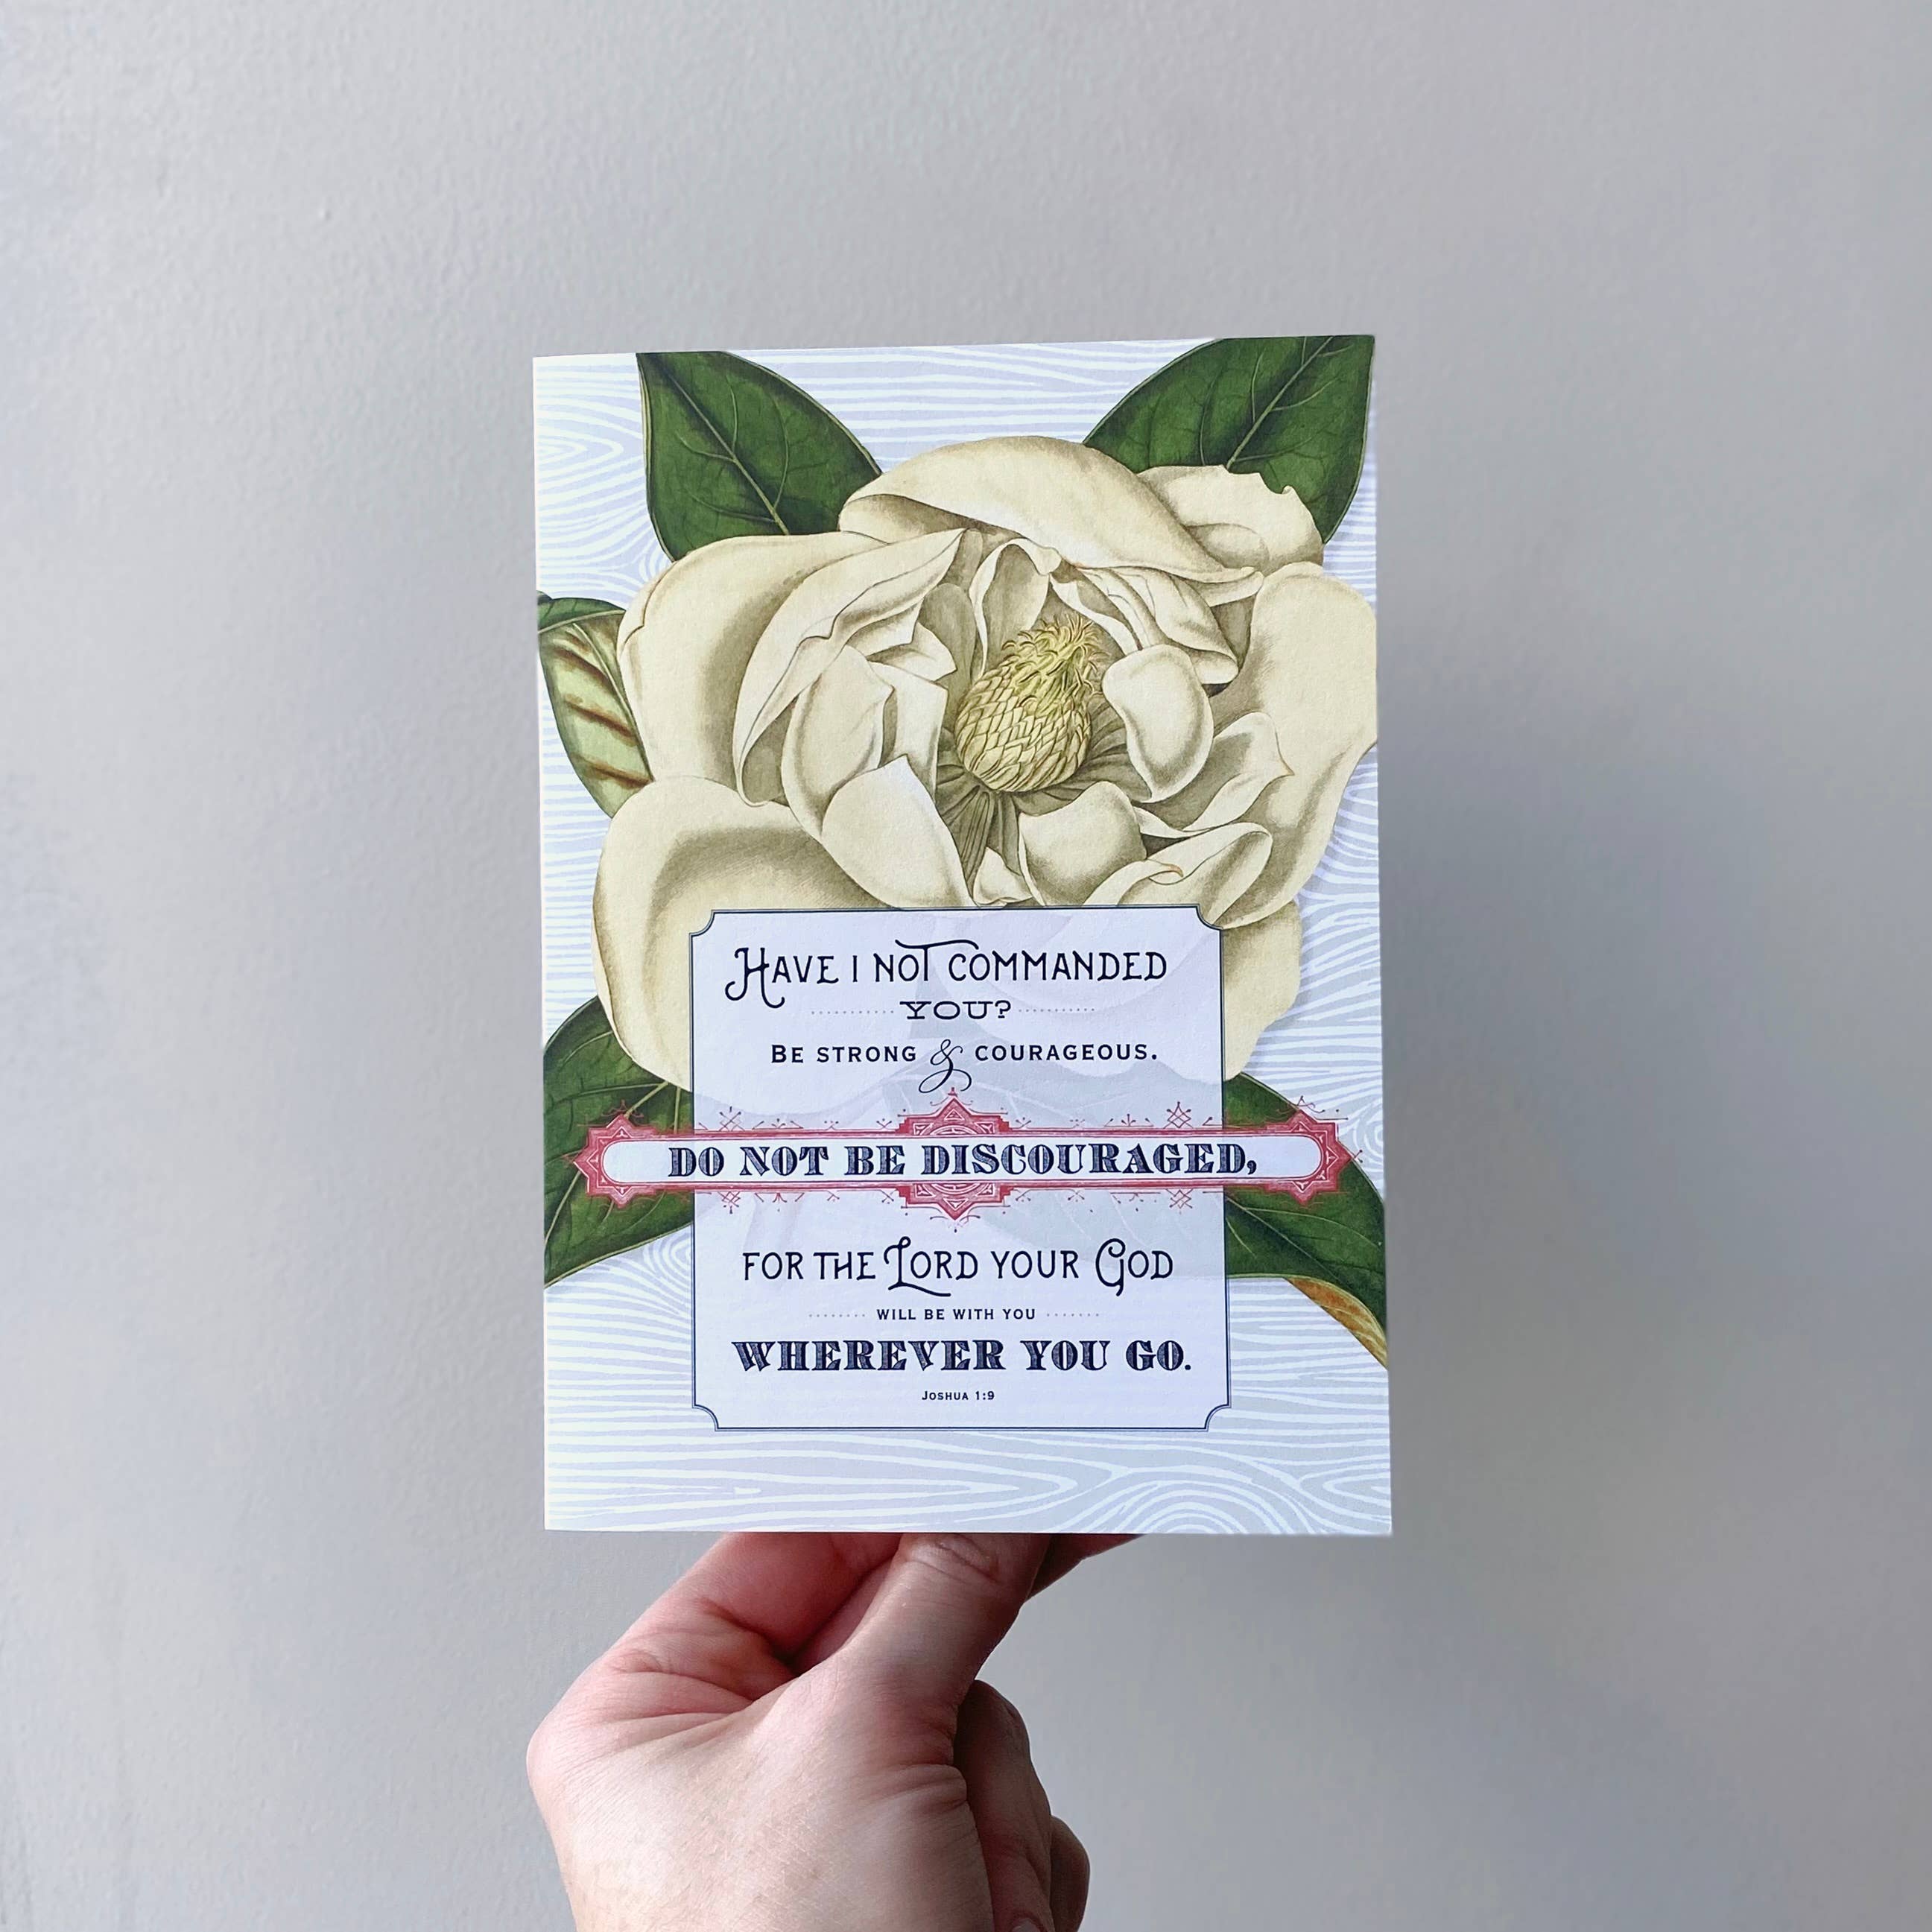 HAVE I NOT COMMANDED
YOU?
BE STRONG & COURAGEOUS.
DO NOT BE DISCOURAGED,
FOR THE LORD YOUR GOD
WILL BE WITH YOU
WHEREVER YOU GO.
JOSHUA 1:9